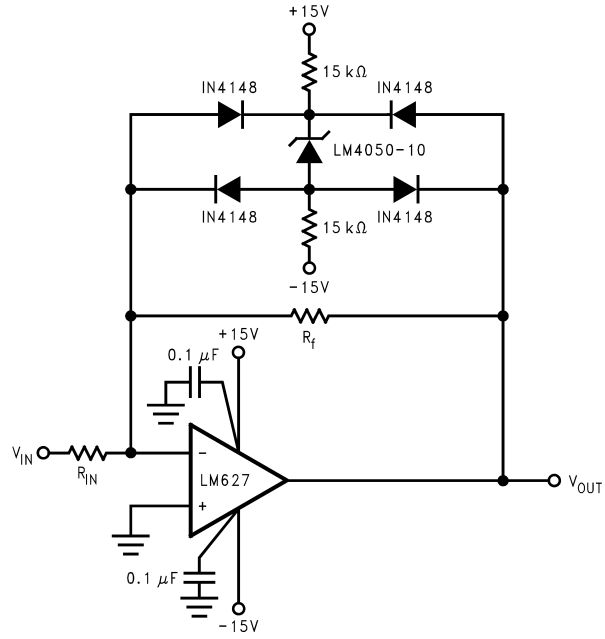 +15V
15 kΩ
IN4148 IN4148
LM4050-10
IN4148 IN4148
15 kΩ
-15V
Rf
+15V
0.1 μF
VIN
RIN
-
LM627
+
VOUT
0.1 μF
-15V